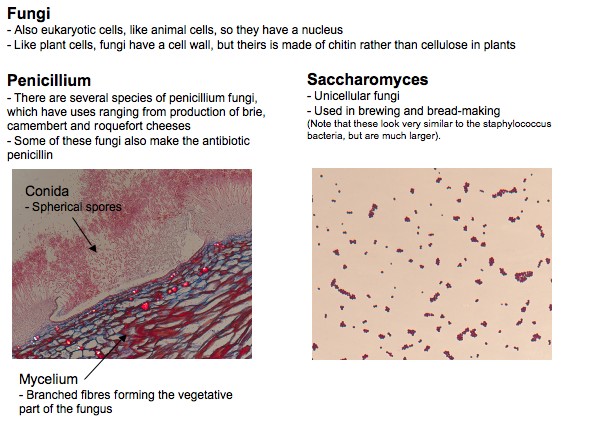 Fungi
- Also eukaryotic cells, like animal cells, so they have a nucleus
- Like plant cells, fungi have a cell wall, but theirs is made of chitin rather than cellulose in plants
Penicillium
- There are several species of penicillium fungi,
which have uses ranging from production of brie,
camembert and roquefort cheeses
- Some of these fungi also make the antibiotic
penicillin
Conida
- Spherical spores
Mycelium
- Branched fibres forming the vegetative
part of the fungus
Saccharomyces
- Unicellular fungi
- Used in brewing and bread-making
(Note that these look very similar to the staphylococcus
bacteria, but are much larger).